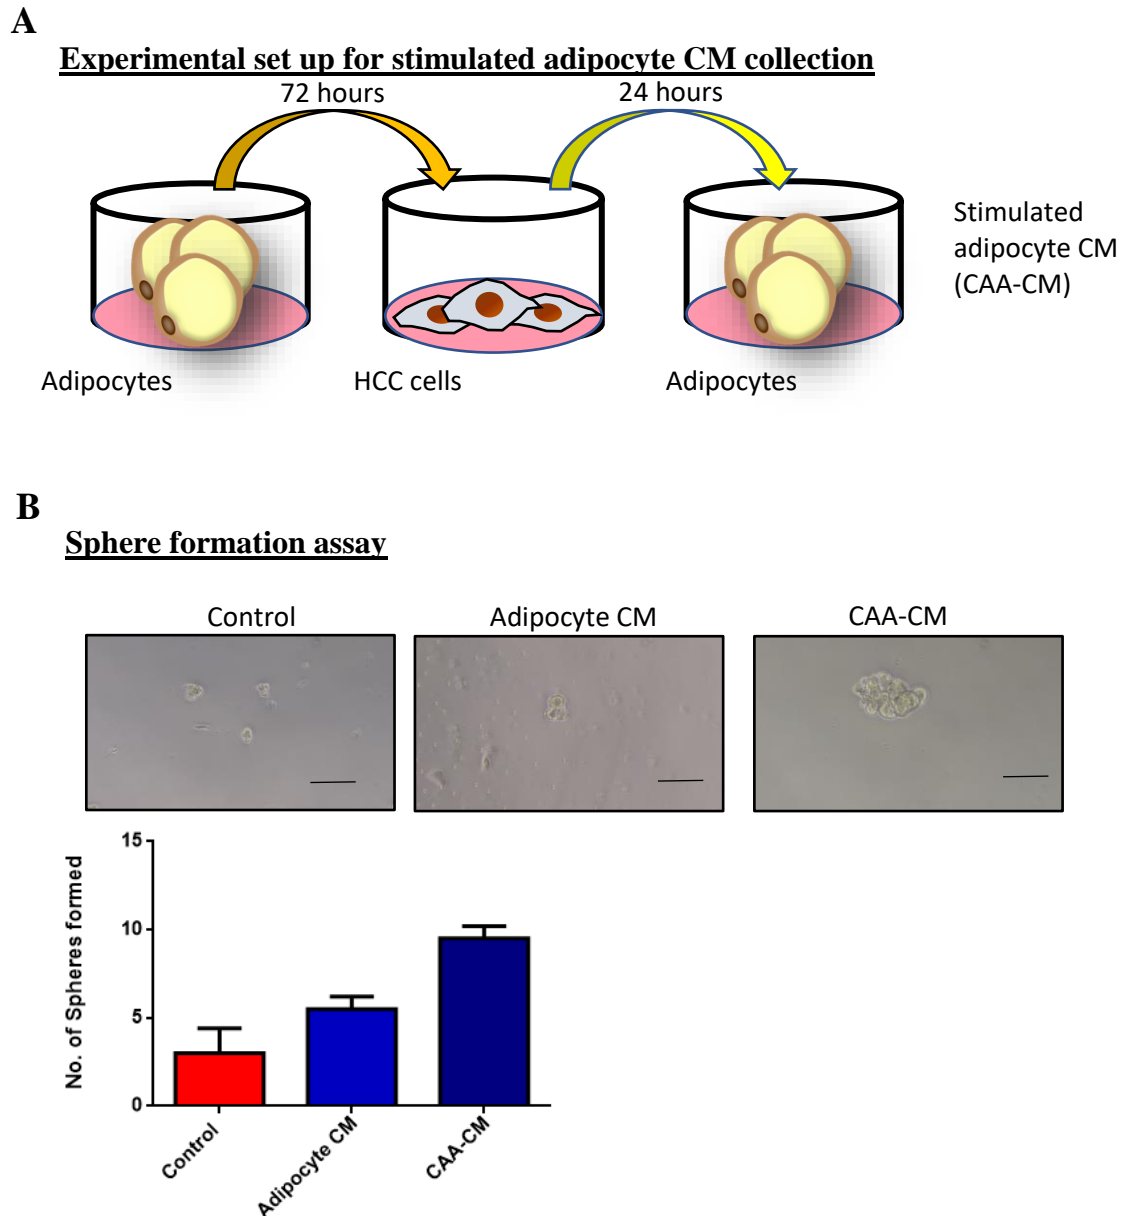 A
Experimental set up for stimulated adipocyte CM collection
72 hours
24 hours
Stimulated
adipocyte CM
(CAA-CM)
Adipocytes
HCC cells
Adipocytes
B
Sphere formation assay
Control
Adipocyte CM
CAA-CM
No. of Spheres formed
15
10
5
0
Control
Adipocyte CM
CAA-CM